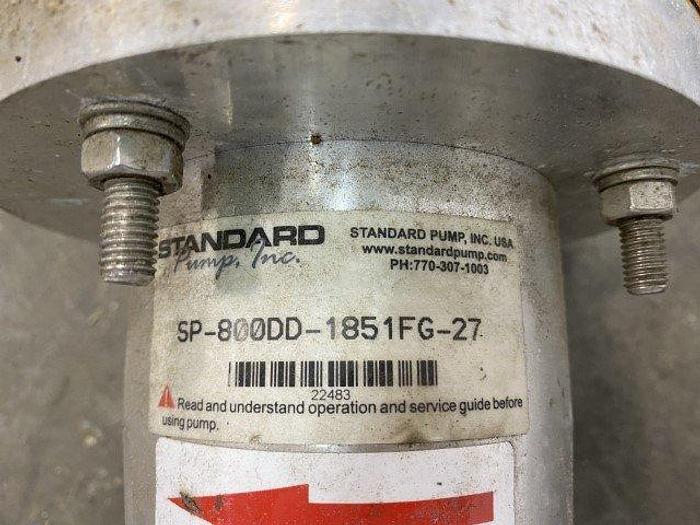 STANDARD
Pump, Inc.
STANDARD PUMP, INC. USA
www.standardpump.com
PH:770-307-1003
SP-800DD-1851FG-27
22483
Read and understand operation and service guide before
using pump.